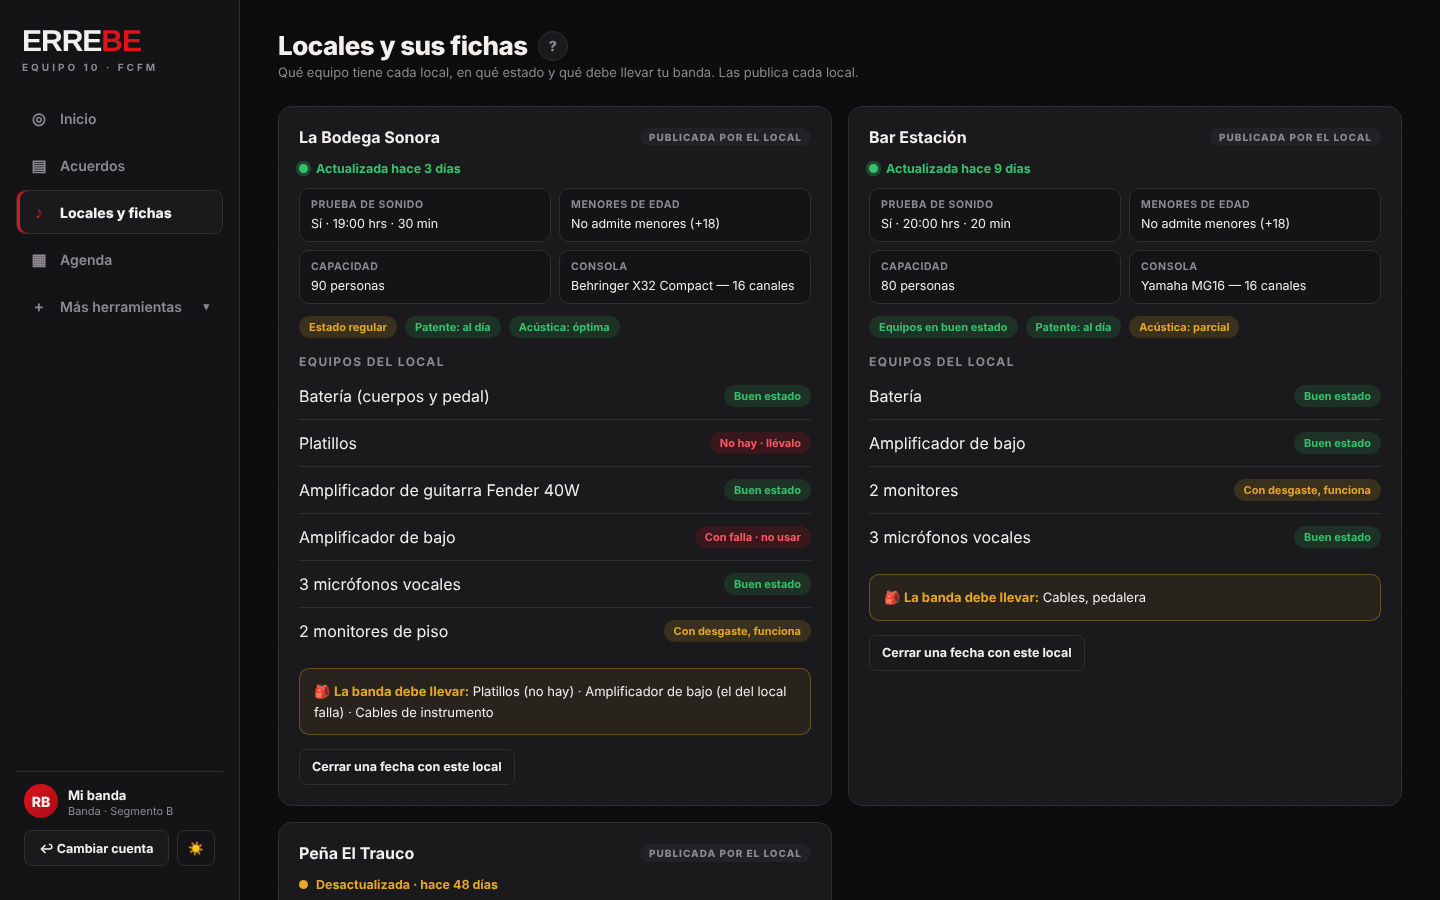 ERREBE
EQUIPO 10 · FCFM
◎ Inicio
▤ Acuerdos
♪ Locales y fichas
▦ Agenda
+ Más herramientas ▾
RB
Mi banda
Banda · Segmento B
↩ Cambiar cuenta
Locales y sus fichas ?
Qué equipo tiene cada local, en qué estado y qué debe llevar tu banda. Las publica cada local.
La Bodega Sonora PUBLICADA POR EL LOCAL
Actualizada hace 3 días
PRUEBA DE SONIDO
Sí · 19:00 hrs · 30 min
MENORES DE EDAD
No admite menores (+18)
CAPACIDAD
90 personas
CONSOLA
Behringer X32 Compact — 16 canales
Estado regular Patente: al día Acústica: óptima
EQUIPOS DEL LOCAL
Batería (cuerpos y pedal) Buen estado
Platillos No hay · llévalo
Amplificador de guitarra Fender 40W Buen estado
Amplificador de bajo Con falla · no usar
3 micrófonos vocales Buen estado
2 monitores de piso Con desgaste, funciona
🎒 La banda debe llevar: Platillos (no hay) · Amplificador de bajo (el del local
falla) · Cables de instrumento
Cerrar una fecha con este local
Bar Estación PUBLICADA POR EL LOCAL
Actualizada hace 9 días
PRUEBA DE SONIDO
Sí · 20:00 hrs · 20 min
MENORES DE EDAD
No admite menores (+18)
CAPACIDAD
80 personas
CONSOLA
Yamaha MG16 — 16 canales
Equipos en buen estado Patente: al día Acústica: parcial
EQUIPOS DEL LOCAL
Batería Buen estado
Amplificador de bajo Buen estado
2 monitores Con desgaste, funciona
3 micrófonos vocales Buen estado
🎒 La banda debe llevar: Cables, pedalera
Cerrar una fecha con este local
Peña El Trauco PUBLICADA POR EL LOCAL
Desactualizada · hace 48 días